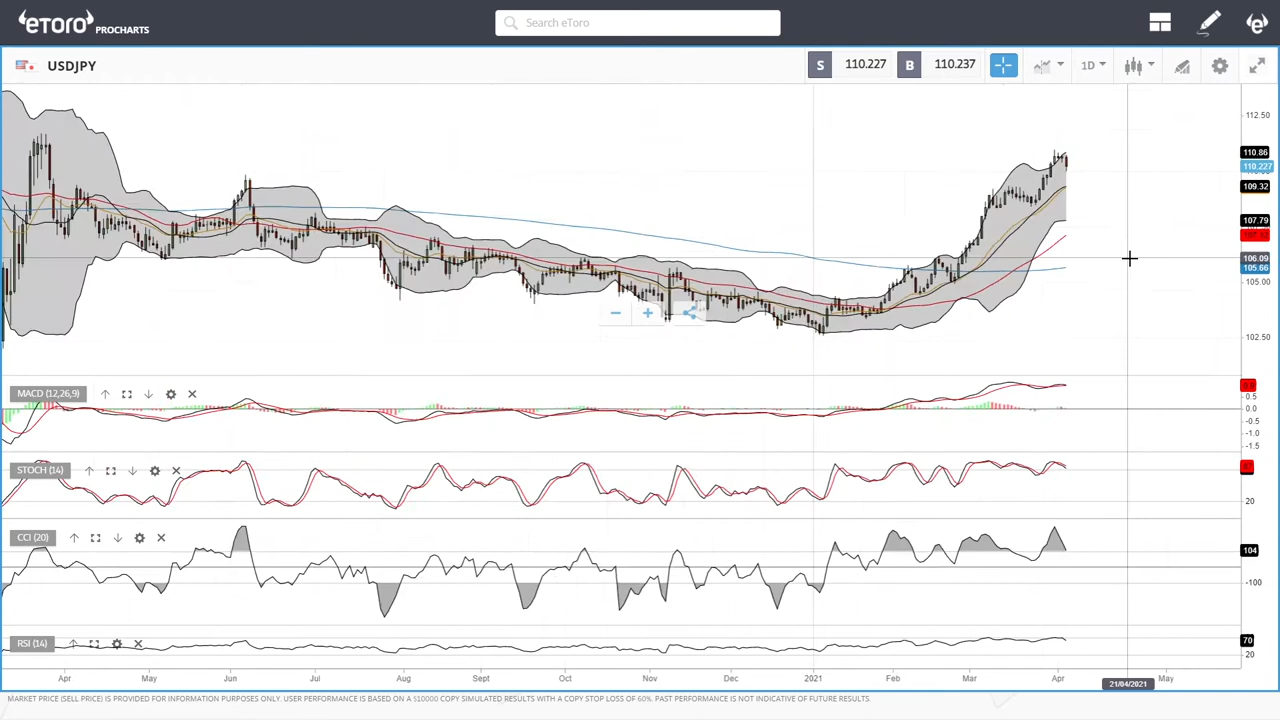 eToro PROCHARTS
Search eToro
USDJPY
S 110.227 B 110.237
1D
112.50
110.86
110.227
109.32
107.79
106.09
105.66
105.00
102.50
MACD (12,26,9)
0.5
0.0
-0.5
-1.0
-1.5
STOCH (14)
20
CCI (20)
104
-100
RSI (14)
70
20
Apr May Jun Jul Aug Sept Oct Nov Dec 2021 Feb Mar Apr May
21/04/2021
MARKET PRICE (SELL PRICE) IS PROVIDED FOR INFORMATION PURPOSES ONLY. USER PERFORMANCE IS BASED ON A $10000 COPY SIMULATED RESULTS WITH A COPY STOP LOSS OF 60%. PAST PERFORMANCE IS NOT INDICATIVE OF FUTURE RESULTS.